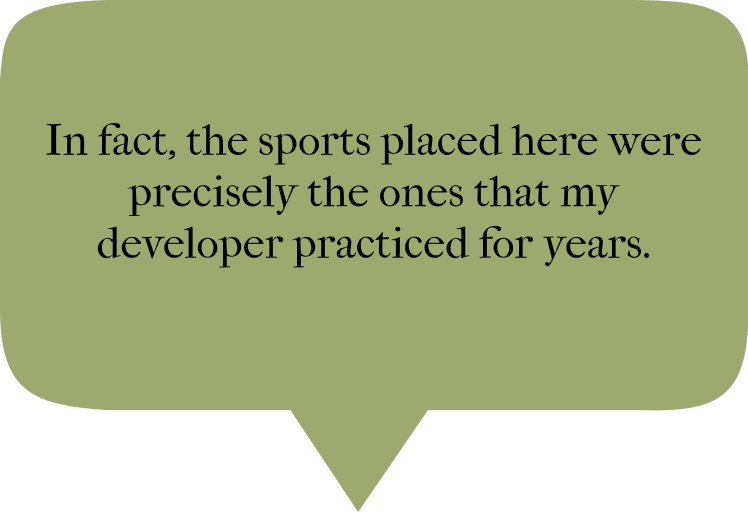 In fact, the sports placed here were
precisely the ones that my
developer practiced for years.